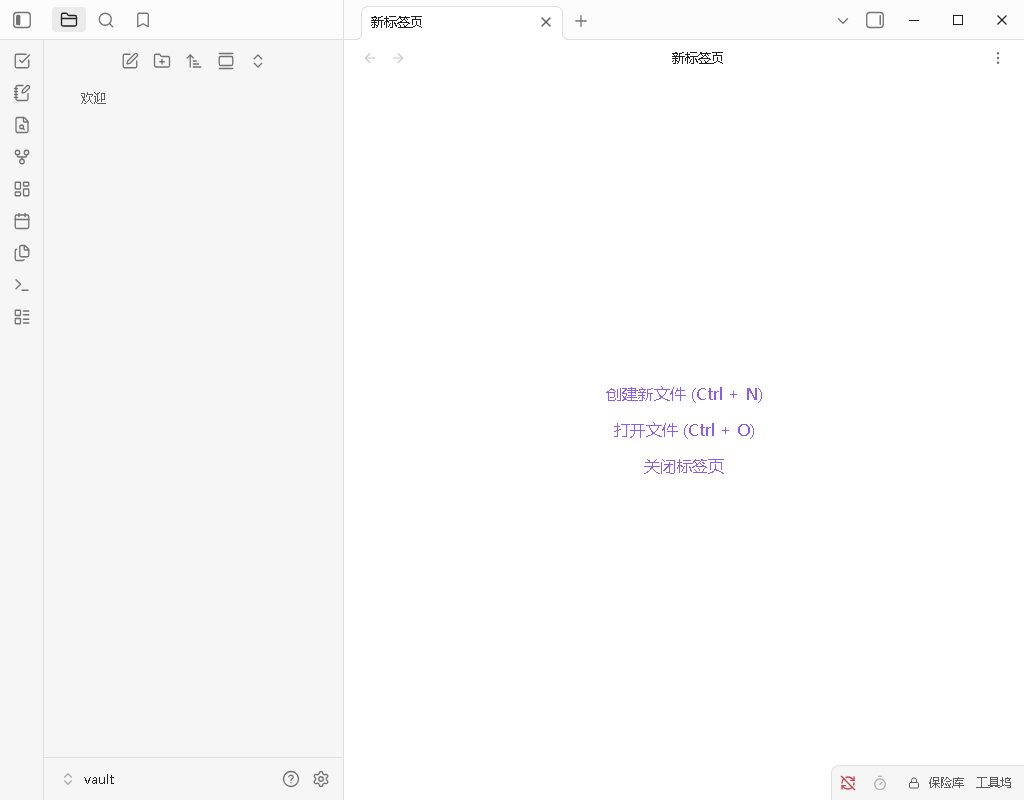 新标签页
新标签页
欢迎
创建新文件 (Ctrl + N)
打开文件 (Ctrl + O)
关闭标签页
vault
保险库 工具坞